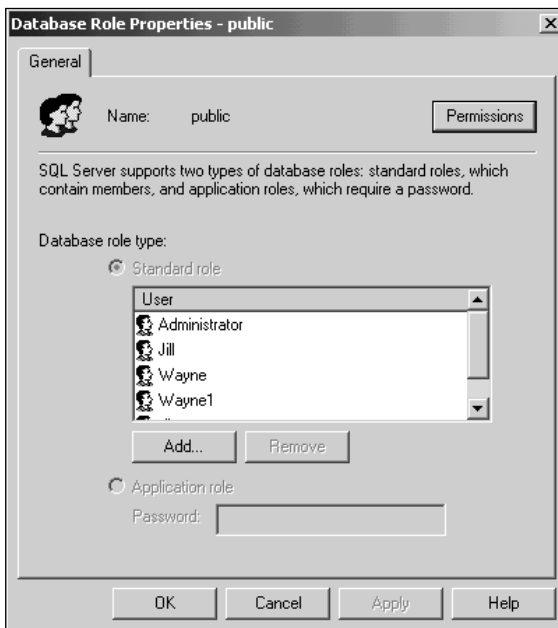 Database Role Properties - public
General
Name: public
Permissions
SQL Server supports two types of database roles: standard roles, which
contain members, and application roles, which require a password.
Database role type:
Standard role
User
Administrator
Jill
Wayne
Wayne1
Add...
Remove
Application role
Password:
OK
Cancel
Apply
Help